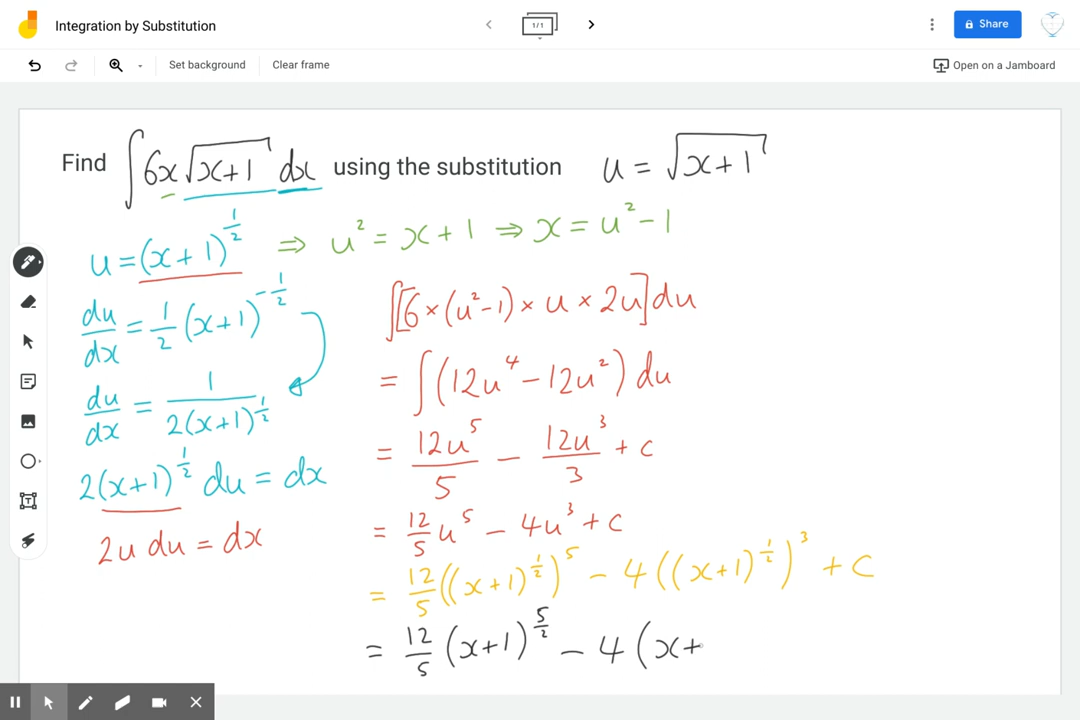 Integration by Substitution
1/1
Share
Set background
Clear frame
Open on a Jamboard
Find ∫ 6x√(x+1) dx using the substitution u = √(x+1)
u = (x+1)^(1/2) ⇒ u² = x+1 ⇒ x = u² − 1
du/dx = 1/2 (x+1)^(−1/2)
du/dx = 1/(2(x+1)^(1/2))
2(x+1)^(1/2) du = dx
2u du = dx
∫[6 × (u²−1) × u × 2u] du
= ∫(12u⁴ − 12u²) du
= 12u⁵/5 − 12u³/3 + c
= 12/5 u⁵ − 4u³ + c
= 12/5 ((x+1)^(1/2))⁵ − 4((x+1)^(1/2))³ + c
= 12/5 (x+1)^(5/2) − 4(x+